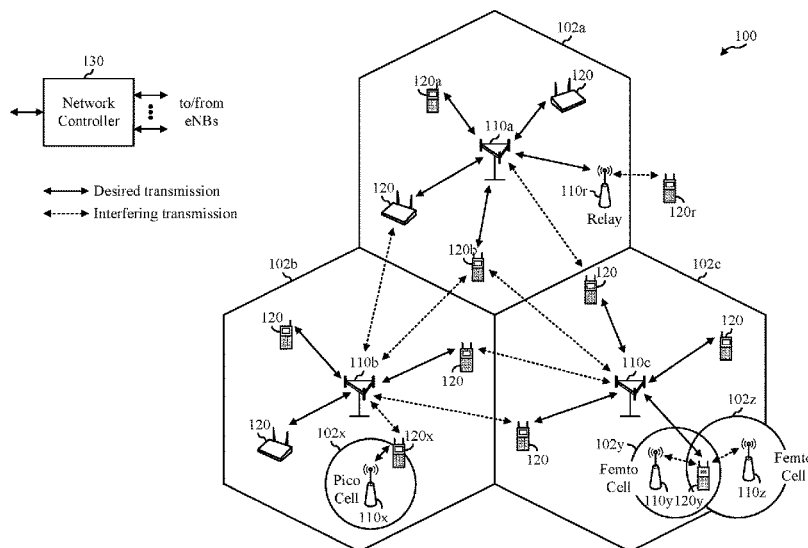 102a
100
130
Network
Controller
to/from
eNBs
120a
120
110a
Desired transmission
Interfering transmission
120
110r
Relay
120r
120b
102b
102c
120
120
120
110b
120
110c
120
102z
120
102x
120x
120
102y
Pico
Cell
110x
Femto
Cell
110y
120y
110z
Femto
Cell